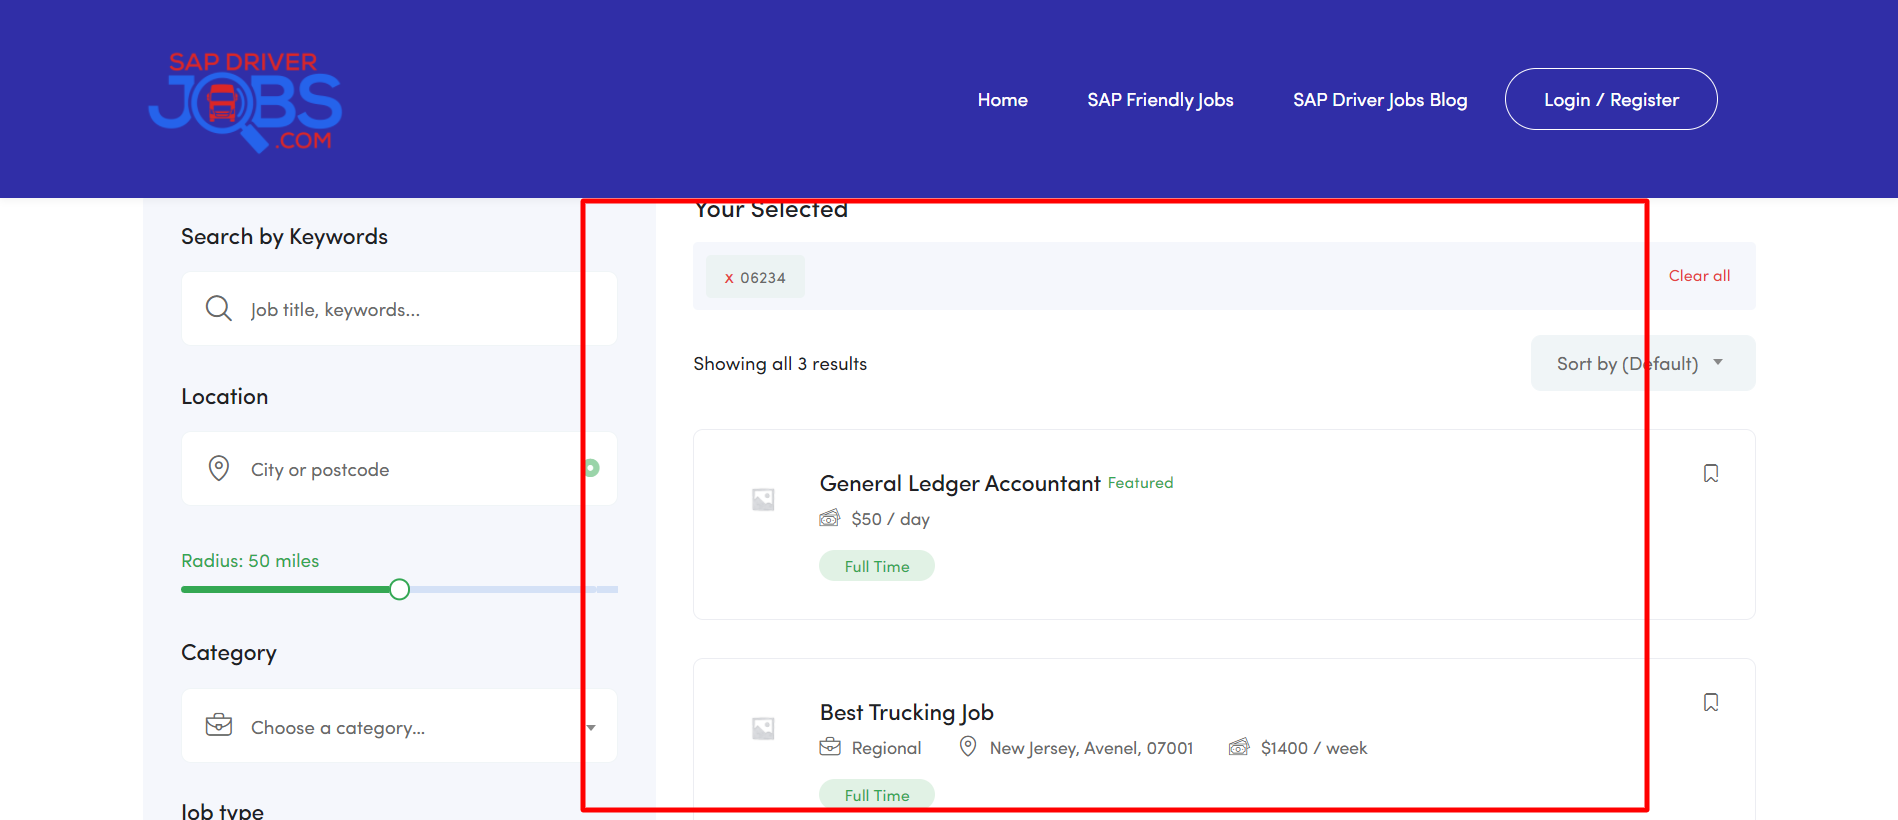 SAP DRIVER
JOBS
.COM
Home
SAP Friendly Jobs
SAP Driver Jobs Blog
Login / Register
Search by Keywords
Job title, keywords...
Location
City or postcode
Radius: 50 miles
Category
Choose a category...
Job type
Your Selected
x 06234
Clear all
Showing all 3 results
Sort by (Default)
General Ledger Accountant Featured
$50 / day
Full Time
Best Trucking Job
Regional New Jersey, Avenel, 07001 $1400 / week
Full Time